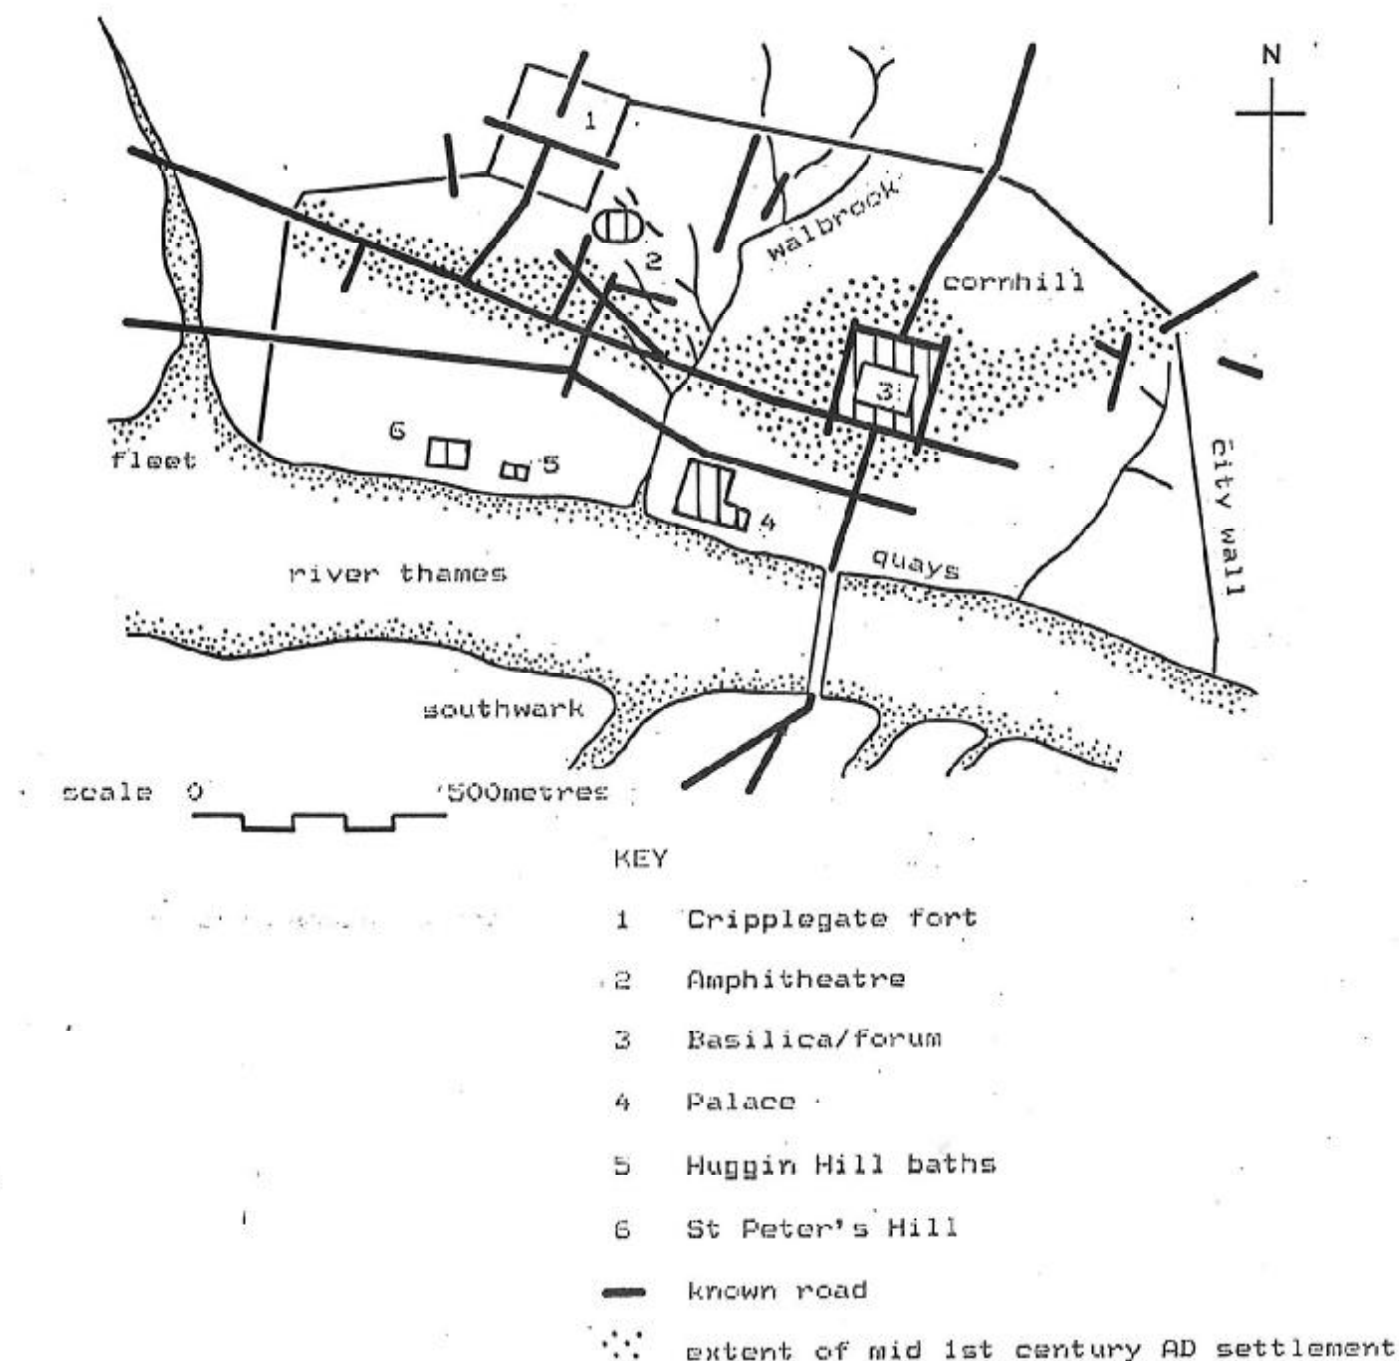 N
1
2
walbrook
cornhill
3
6
5
fleet
4
city wall
quays
river thames
southwark
scale 0 500metres
KEY
1 Cripplegate fort
2 Amphitheatre
3 Basilica/forum
4 Palace
5 Huggin Hill baths
6 St Peter's Hill
known road
extent of mid 1st century AD settlement